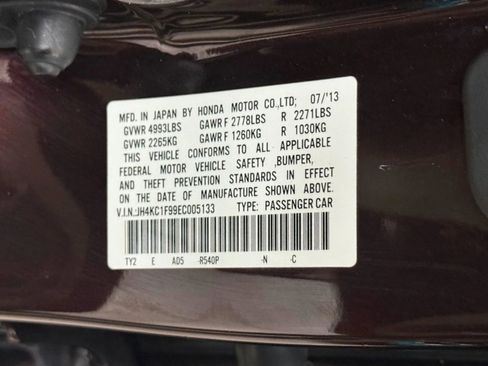 MFD. IN JAPAN BY HONDA MOTOR CO.,LTD; 07/'13
GVWR 4993LBS GAWR F 2778LBS R 2271LBS
GVWR 2265KG GAWR F 1260KG R 1030KG
THIS VEHICLE CONFORMS TO ALL APPLICABLE
FEDERAL MOTOR VEHICLE SAFETY ,BUMPER,
AND THEFT PREVENTION STANDARDS IN EFFECT
ON THE DATE OF MANUFACTURE SHOWN ABOVE.
V.I.N.:JH4KC1F99EC005133 TYPE: PASSENGER CAR
TY2 E AD5 -R540P -N -C